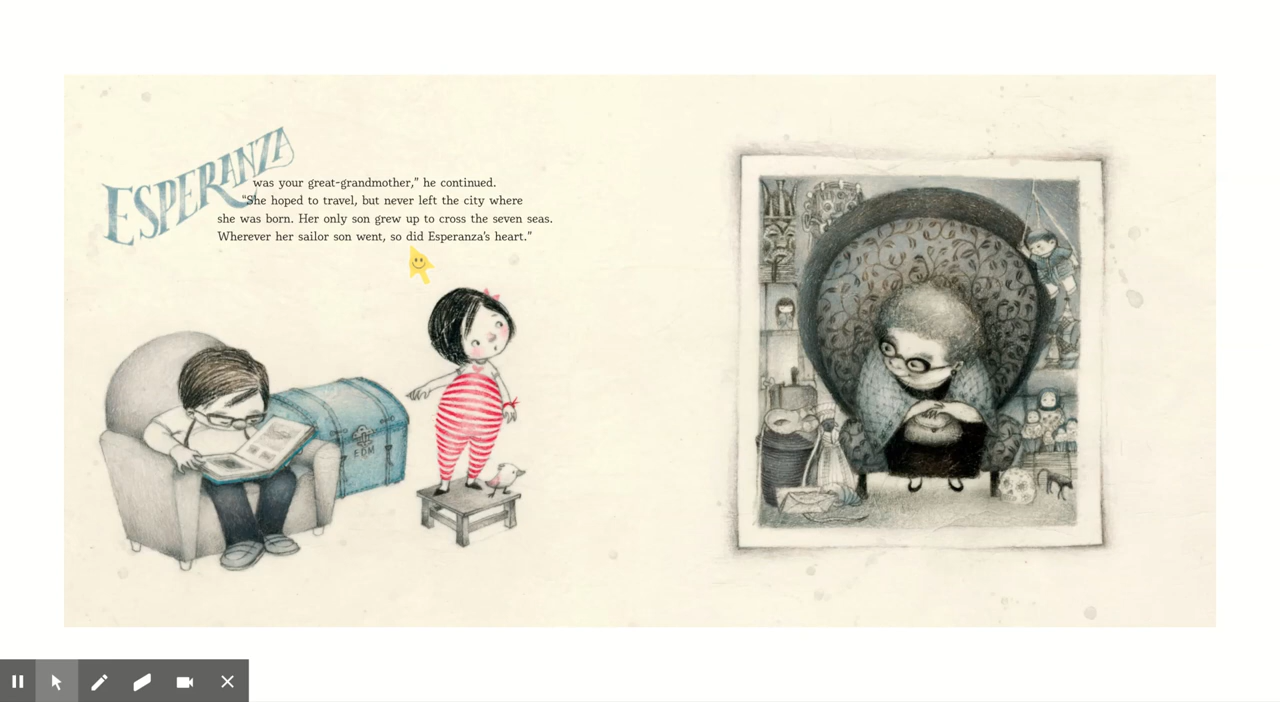 ESPERANZA
was your great-grandmother,” he continued.
“She hoped to travel, but never left the city where
she was born. Her only son grew up to cross the seven seas.
Wherever her sailor son went, so did Esperanza’s heart.”
EDM